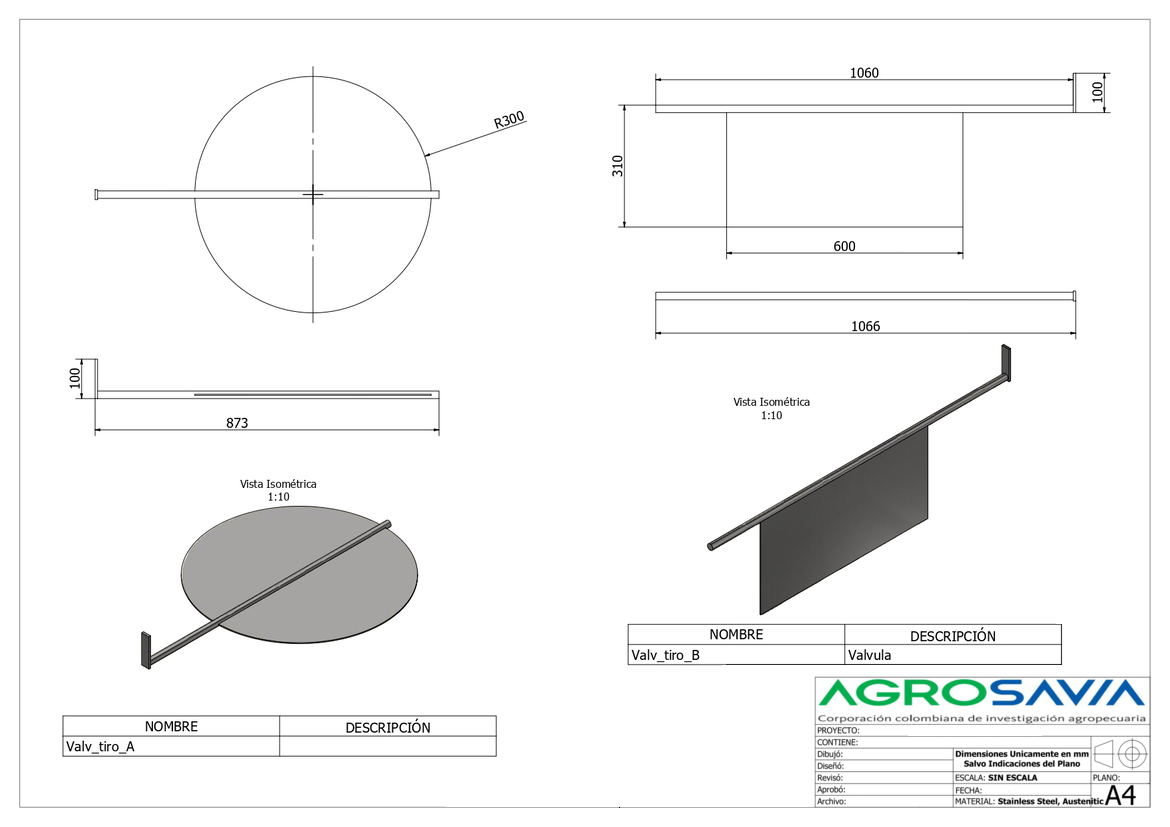 R300
1060
100
310
600
1066
100
873
Vista Isométrica
1:10
Vista Isométrica
1:10
NOMBRE DESCRIPCIÓN
Valv_tiro_B Valvula
NOMBRE DESCRIPCIÓN
Valv_tiro_A
AGROSAVIA
Corporación colombiana de investigación agropecuaria
PROYECTO:
CONTIENE:
Dibujó: Dimensiones Unicamente en mm
Diseñó: Salvo Indicaciones del Plano
Revisó: ESCALA: SIN ESCALA PLANO:
Aprobó: FECHA:
Archivo: MATERIAL: Stainless Steel, Austenitic A4